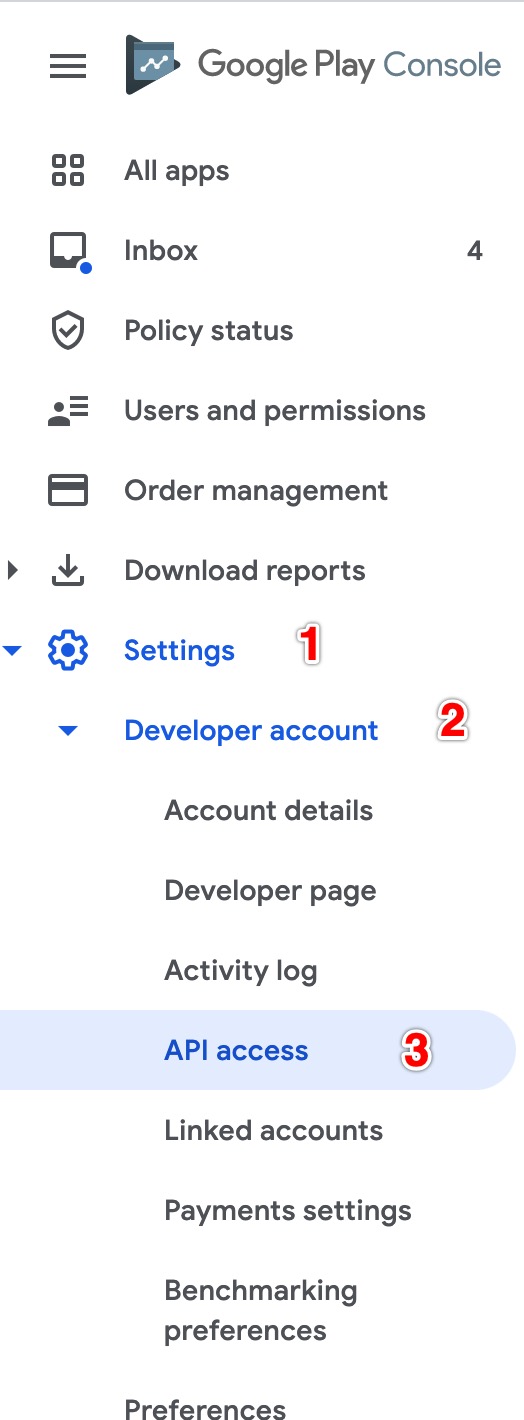 Google Play Console
All apps
Inbox 4
Policy status
Users and permissions
Order management
Download reports
Settings 1
Developer account 2
Account details
Developer page
Activity log
API access 3
Linked accounts
Payments settings
Benchmarking
preferences
Preferences